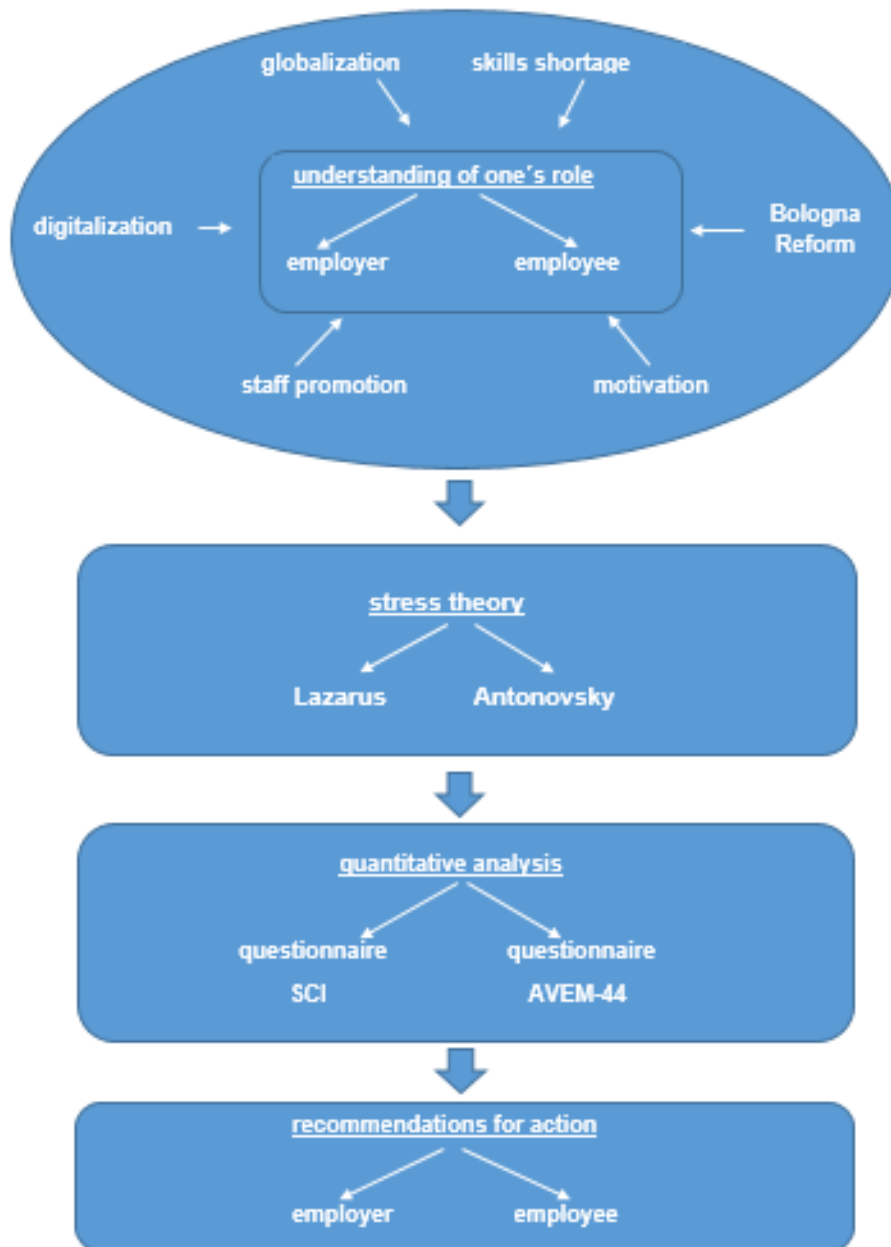 globalization skills shortage
understanding of one´s role
digitalization
Bologna
Reform
employer employee
staff promotion motivation
stress theory
Lazarus Antonovsky
quantitative analysis
questionnaire questionnaire
SCI AVEM-44
recommendations for action
employer employee